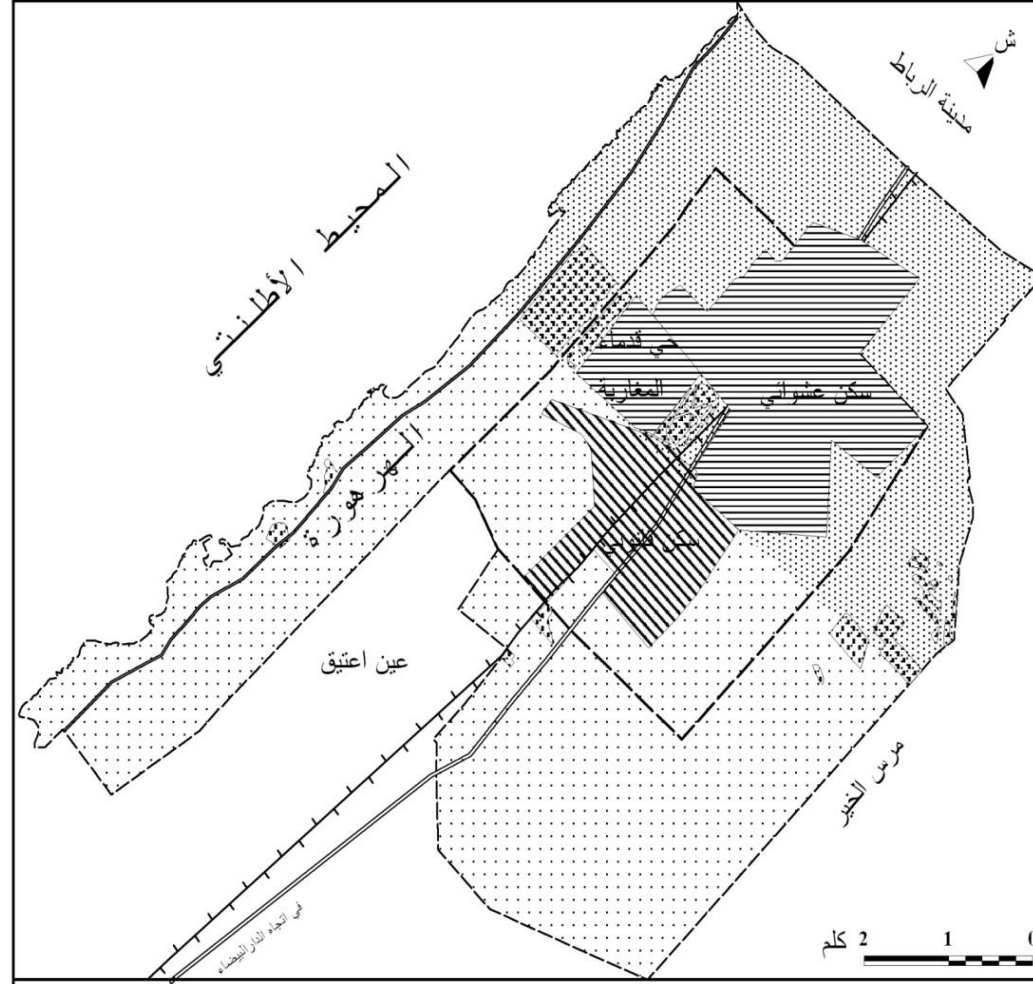 ش
مدينة الرباط
المحيط الأطلنتي
حي قدماء
المغاربة
سكن عشوائي
الهرهورة
سكن قانوني
عين اعتيق
مرس الخير
في اتجاه الدار البيضاء
كلم 2 1 0